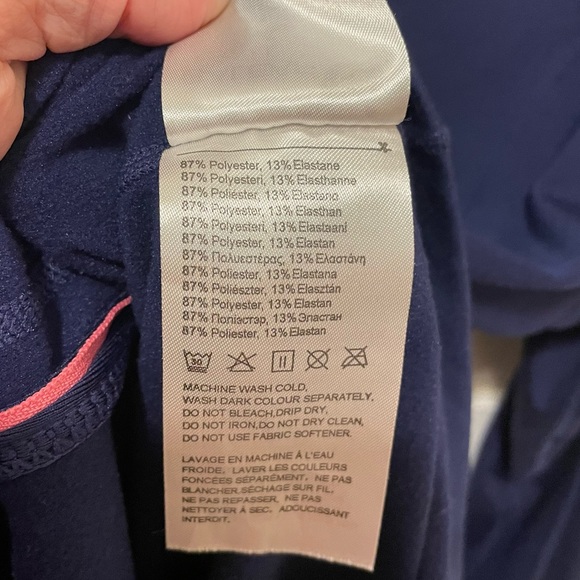 87% Polyester, 13% Elastane
87% Polyesteri, 13% Elasthanne
87% Poliéster, 13% Elastano
87% Polyester, 13% Elasthan
87% Polyesteri, 13% Elastaani
87% Polyester, 13% Elastan
87% Πολυεστέρας, 13% Ελαστάνη
87% Poliester, 13% Elastana
87% Poliészter, 13% Elasztán
87% Polyester, 13% Elastan
87% Полiэстэр, 13% Эластан
87% Poliester, 13% Elastan
30
MACHINE WASH COLD,
WASH DARK COLOUR SEPARATELY,
DO NOT BLEACH,DRIP DRY,
DO NOT IRON,DO NOT DRY CLEAN,
DO NOT USE FABRIC SOFTENER.
LAVAGE EN MACHINE À L'EAU
FROIDE, LAVER LES COULEURS
FONCÉES SÉPARÉMENT, NE PAS
BLANCHIR,SÉCHAGE SUR FIL,
NE PAS REPASSER, NE PAS
NETTOYER À SEC, ADOUCISSANT
INTERDIT.